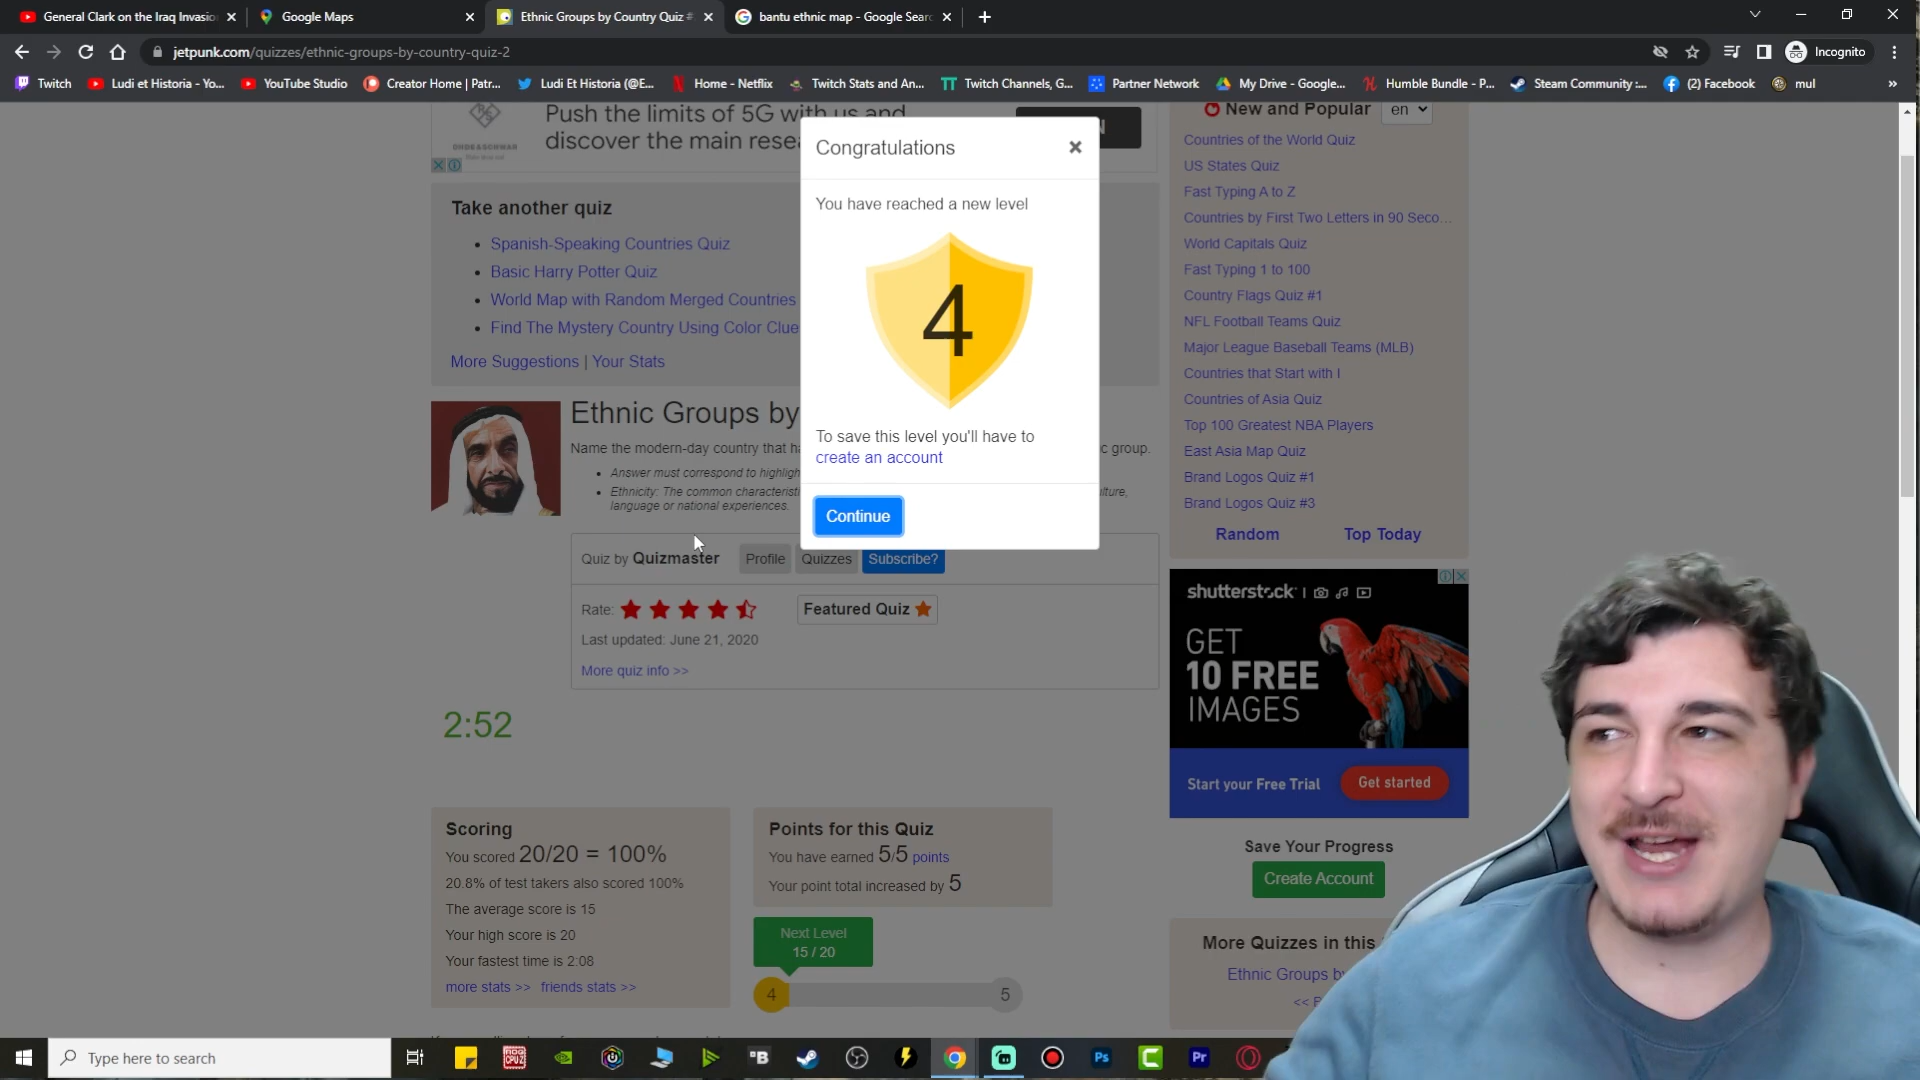 General Clark on the Iraq Invasio
Google Maps
Ethnic Groups by Country Quiz #
bantu ethnic map - Google Searc
jetpunk.com/quizzes/ethnic-groups-by-country-quiz-2
Incognito
Twitch
Ludi et Historia - Yo...
YouTube Studio
Creator Home | Patr...
Ludi Et Historia (@E...
Home - Netflix
Twitch Stats and An...
Twitch Channels, G...
Partner Network
My Drive - Google...
Humble Bundle - P...
Steam Community :...
(2) Facebook
mul
»
Push the limits of 5G with us and
discover the main rese
N
Take another quiz
Spanish-Speaking Countries Quiz
Basic Harry Potter Quiz
World Map with Random Merged Countries
Find The Mystery Country Using Color Clue
More Suggestions | Your Stats
Congratulations
You have reached a new level
4
To save this level you'll have to
create an account
Continue
New and Popular
en
Countries of the World Quiz
US States Quiz
Fast Typing A to Z
Countries by First Two Letters in 90 Seco...
World Capitals Quiz
Fast Typing 1 to 100
Country Flags Quiz #1
NFL Football Teams Quiz
Major League Baseball Teams (MLB)
Countries that Start with I
Countries of Asia Quiz
Top 100 Greatest NBA Players
East Asia Map Quiz
Brand Logos Quiz #1
Brand Logos Quiz #3
Random Top Today
Ethnic Groups by
Name the modern-day country that ha
ic group.
Answer must correspond to highligh
Ethnicity: The common characteristi
lture,
language or national experiences.
Quiz by Quizmaster
Profile
Quizzes
Subscribe?
Rate:
Featured Quiz
Last updated: June 21, 2020
More quiz info >>
2:52
shutterstock
GET
10 FREE
IMAGES
Start your Free Trial
Get started
Scoring
You scored 20/20 = 100%
20.8% of test takers also scored 100%
The average score is 15
Your high score is 20
Your fastest time is 2:08
more stats >> friends stats >>
Points for this Quiz
You have earned 5/5 points
Your point total increased by 5
Next Level
15 / 20
4
5
Save Your Progress
Create Account
More Quizzes in this
Ethnic Groups by
<< P
Type here to search
Ps
Pr